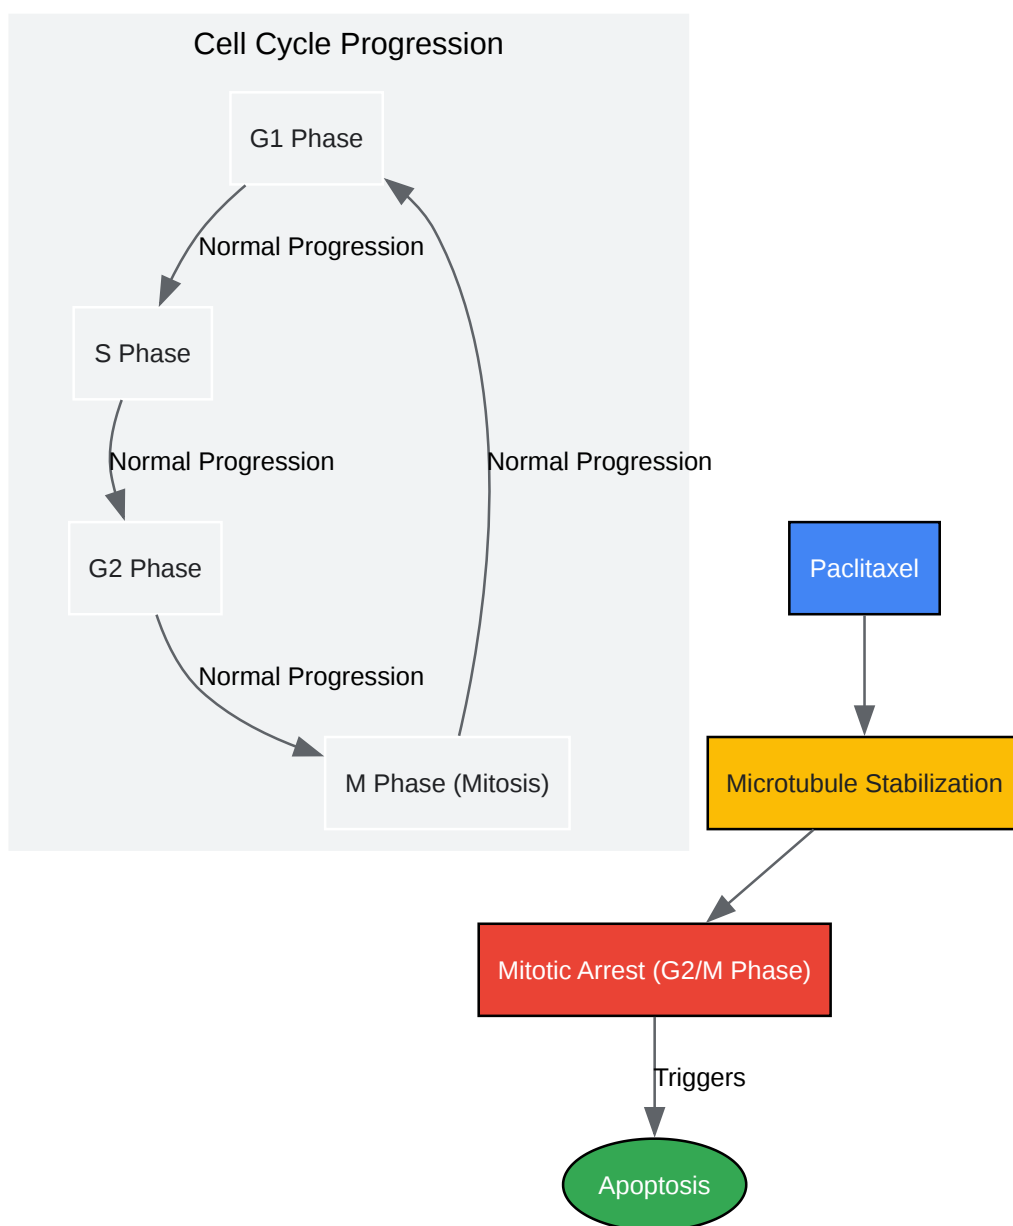 Cell Cycle Progression
G1 Phase
Normal Progression
S Phase
Normal Progression
Normal Progression
G2 Phase
Paclitaxel
Normal Progression
M Phase (Mitosis)
Microtubule Stabilization
Mitotic Arrest (G2/M Phase)
Triggers
Apoptosis